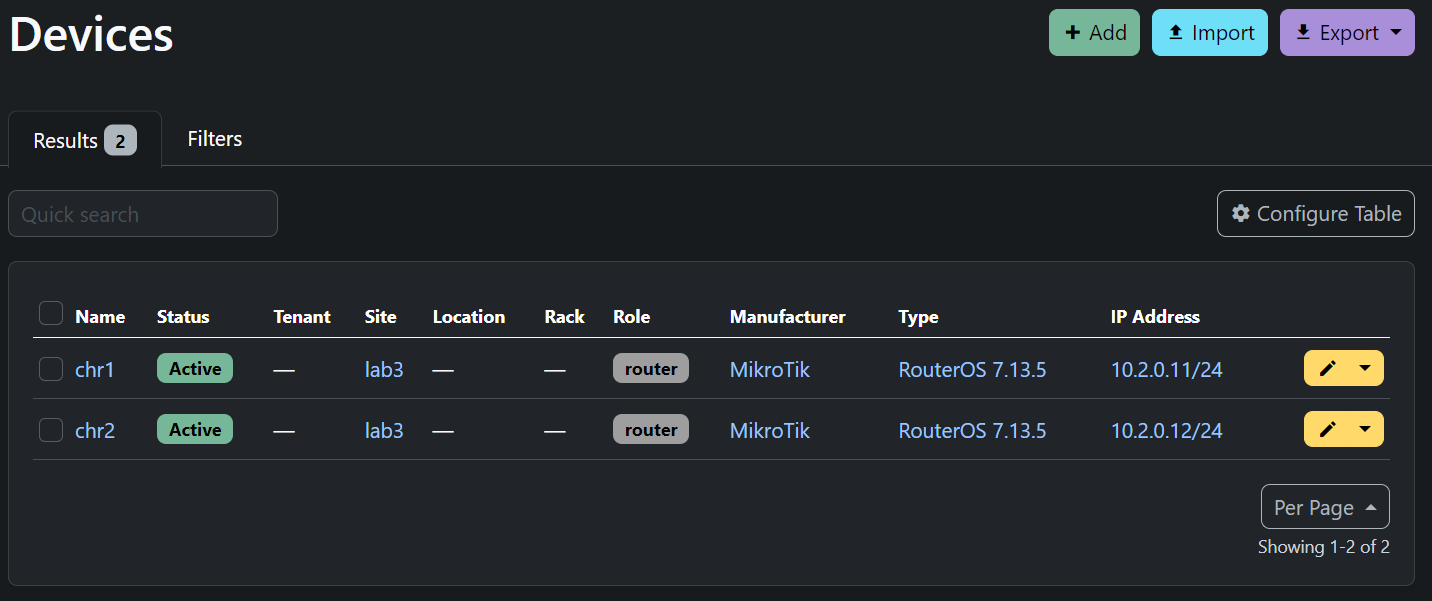 Devices
Add Import Export
Results 2 Filters
Quick search Configure Table
Name Status Tenant Site Location Rack Role Manufacturer Type IP Address
chr1 Active — lab3 — — router MikroTik RouterOS 7.13.5 10.2.0.11/24
chr2 Active — lab3 — — router MikroTik RouterOS 7.13.5 10.2.0.12/24
Per Page
Showing 1-2 of 2